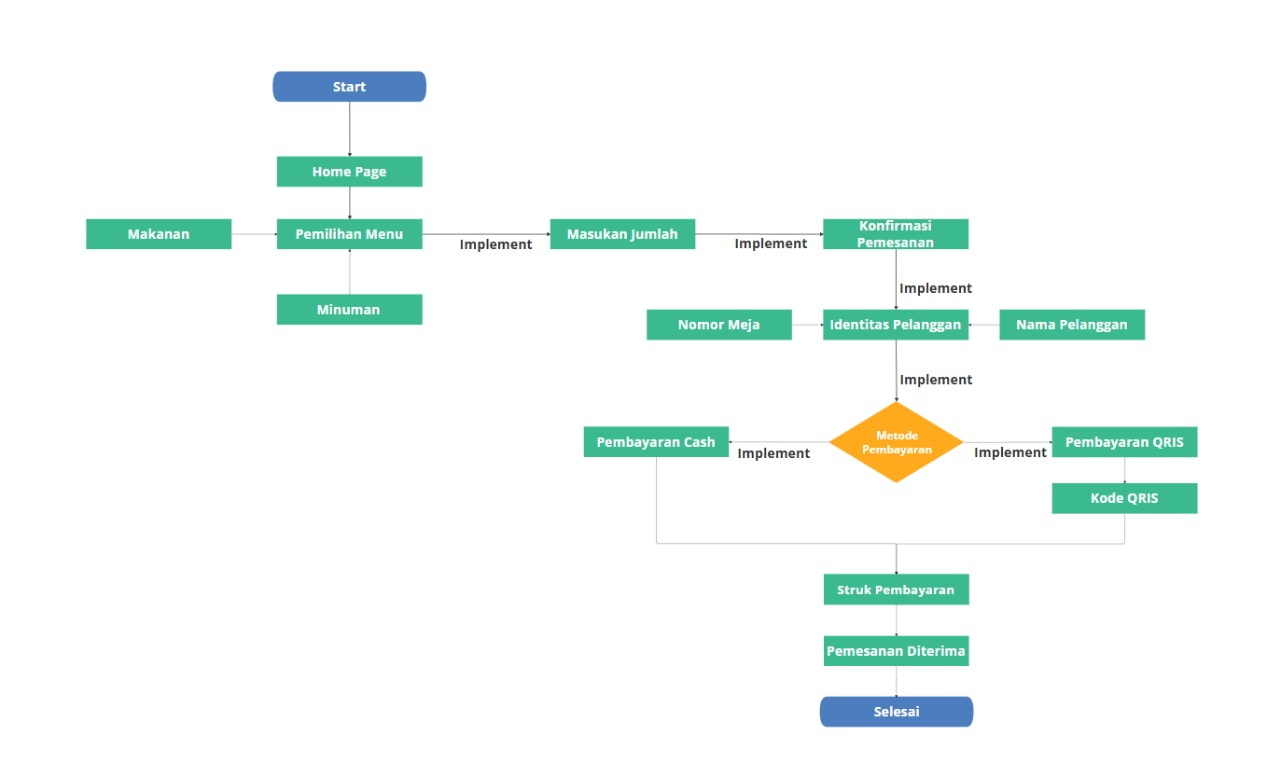 Start
Home Page
Makanan
Pemilihan Menu
Implement
Masukan Jumlah
Implement
Konfirmasi
Pemesanan
Minuman
Implement
Nomor Meja
Identitas Pelanggan
Nama Pelanggan
Implement
Pembayaran Cash
Implement
Metode
Pembayaran
Implement
Pembayaran QRIS
Kode QRIS
Struk Pembayaran
Pemesanan Diterima
Selesai